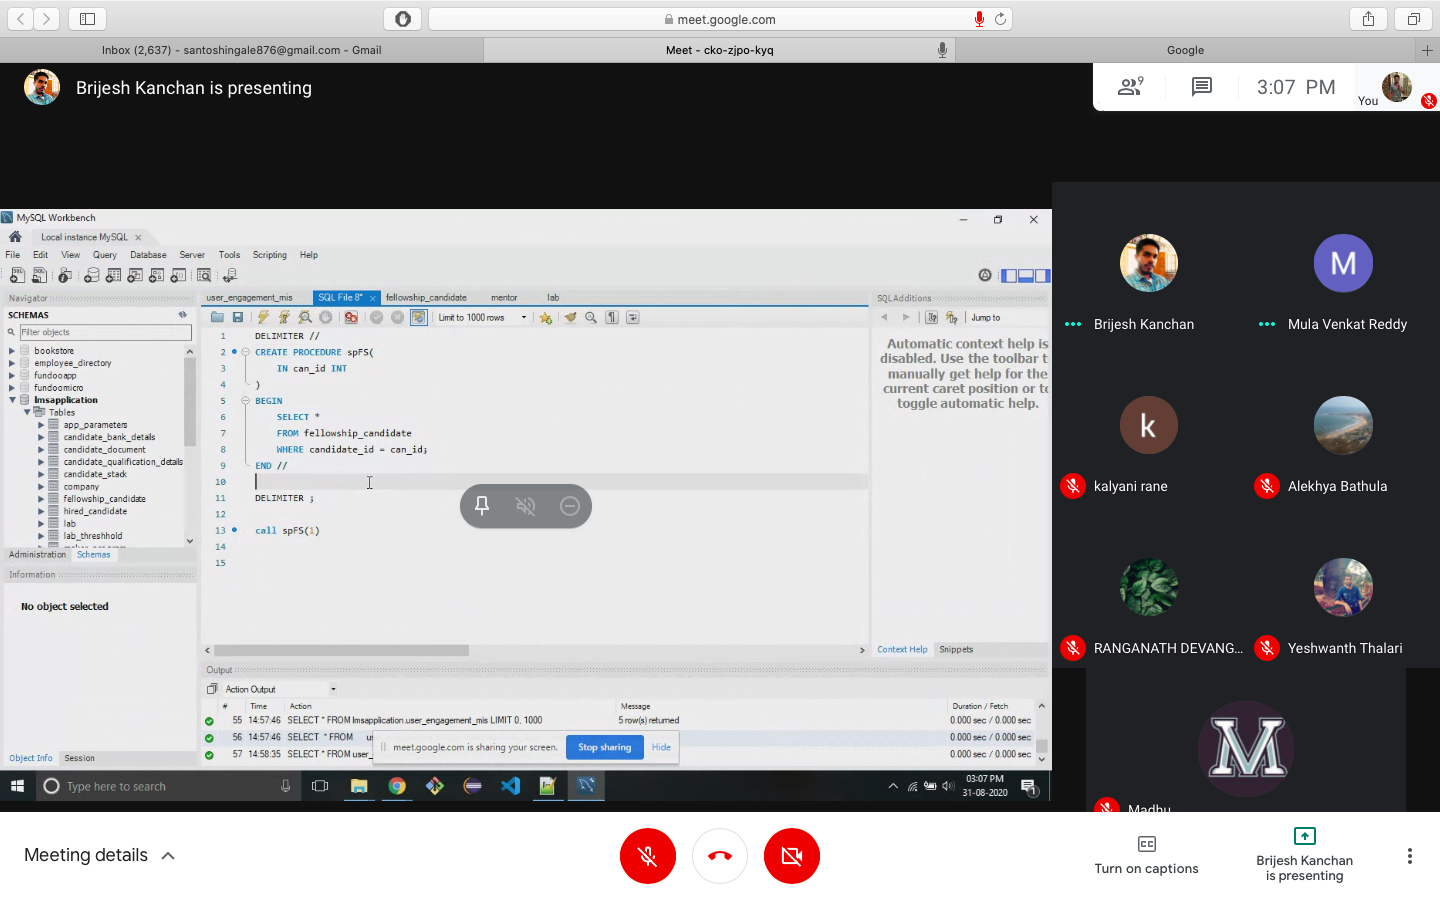 meet.google.com
Inbox (2,637) - santoshingale876@gmail.com - Gmail
Meet - cko-zjpo-kyq
Google
Brijesh Kanchan is presenting
9
3:07 PM
You
MySQL Workbench
Local instance MySQL
File Edit View Query Database Server Tools Scripting Help
Navigator
SCHEMAS
Filter objects
bookstore
employee_directory
fundooapp
fundoomicro
lmsapplication
Tables
app_parameters
candidate_bank_details
candidate_document
candidate_qualification_details
candidate_stack
company
fellowship_candidate
hired_candidate
lab
lab_threshhold
Administration Schemas
Information
No object selected
Object Info Session
user_engagement_mis SQL File 8* fellowship_candidate mentor lab
Limit to 1000 rows
1 DELIMITER //
2 CREATE PROCEDURE spFS(
3 IN can_id INT
4 )
5 BEGIN
6 SELECT *
7 FROM fellowship_candidate
8 WHERE candidate_id = can_id;
9 END //
10
11 DELIMITER ;
12
13 call spFS(1)
14
15
SQLAdditions
Jump to
Automatic context help is
disabled. Use the toolbar t
manually get help for the
current caret position or to
toggle automatic help.
Context Help Snippets
Output
Action Output
# Time Action Message Duration / Fetch
55 14:57:46 SELECT * FROM lmsapplication.user_engagement_mis LIMIT 0, 1000 5 row(s) returned 0.000 sec / 0.000 sec
56 14:57:46 SELECT * FROM us 0.000 sec / 0.000 sec
57 14:58:35 SELECT * FROM user_ 0.000 sec / 0.000 sec
meet.google.com is sharing your screen. Stop sharing Hide
Type here to search
03:07 PM
31-08-2020
1
M
Brijesh Kanchan
Mula Venkat Reddy
k
kalyani rane
Alekhya Bathula
RANGANATH DEVANG...
Yeshwanth Thalari
M
Madhu
Meeting details
CC
Turn on captions
Brijesh Kanchan
is presenting